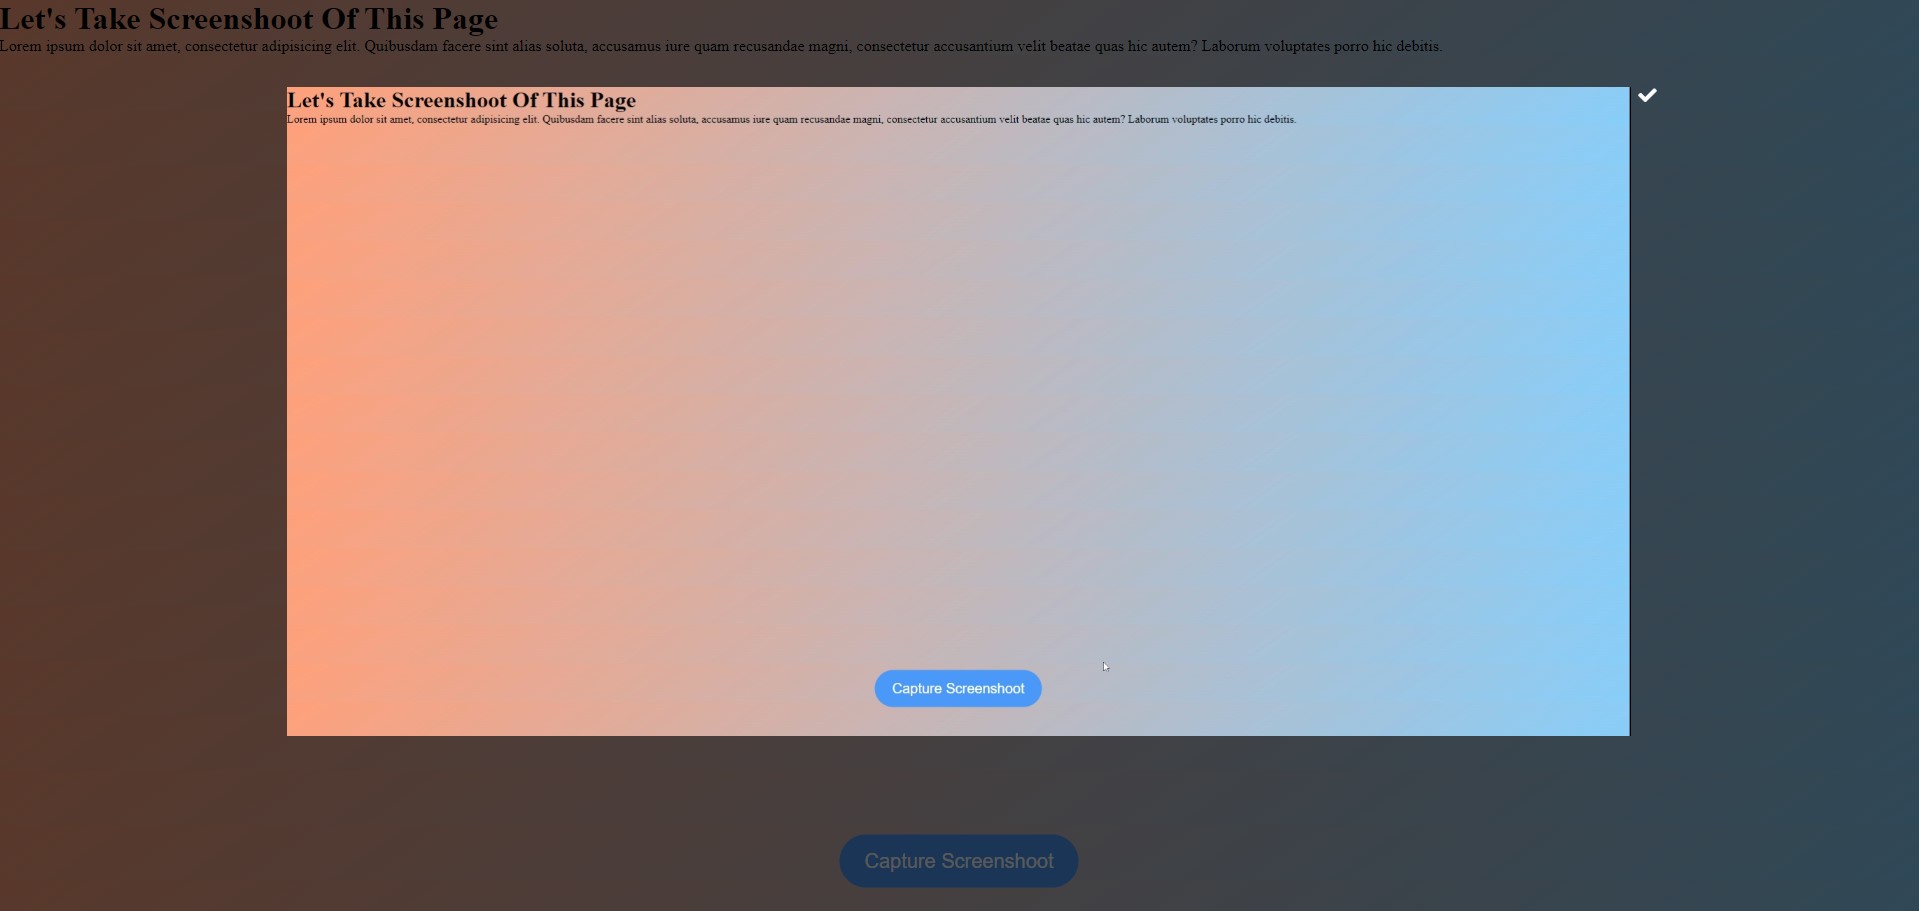 Let's Take Screenshoot Of This Page
Lorem ipsum dolor sit amet, consectetur adipisicing elit. Quibusdam facere sint alias soluta, accusamus iure quam recusandae magni, consectetur accusantium velit beatae quas hic autem? Laborum voluptates porro hic debitis.
Let's Take Screenshoot Of This Page
Lorem ipsum dolor sit amet, consectetur adipisicing elit. Quibusdam facere sint alias soluta, accusamus iure quam recusandae magni, consectetur accusantium velit beatae quas hic autem? Laborum voluptates porro hic debitis.
Capture Screenshoot
Capture Screenshoot